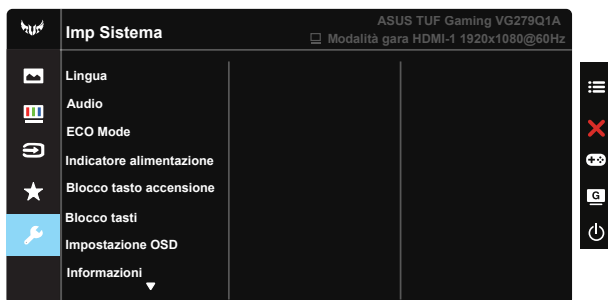 ASUS TUF Gaming VG279Q1A
Imp Sistema
Modalità gara HDMI-1 1920x1080@60Hz
Lingua
Audio
ECO Mode
Indicatore alimentazione
Blocco tasto accensione
Blocco tasti
Impostazione OSD
Informazioni
G